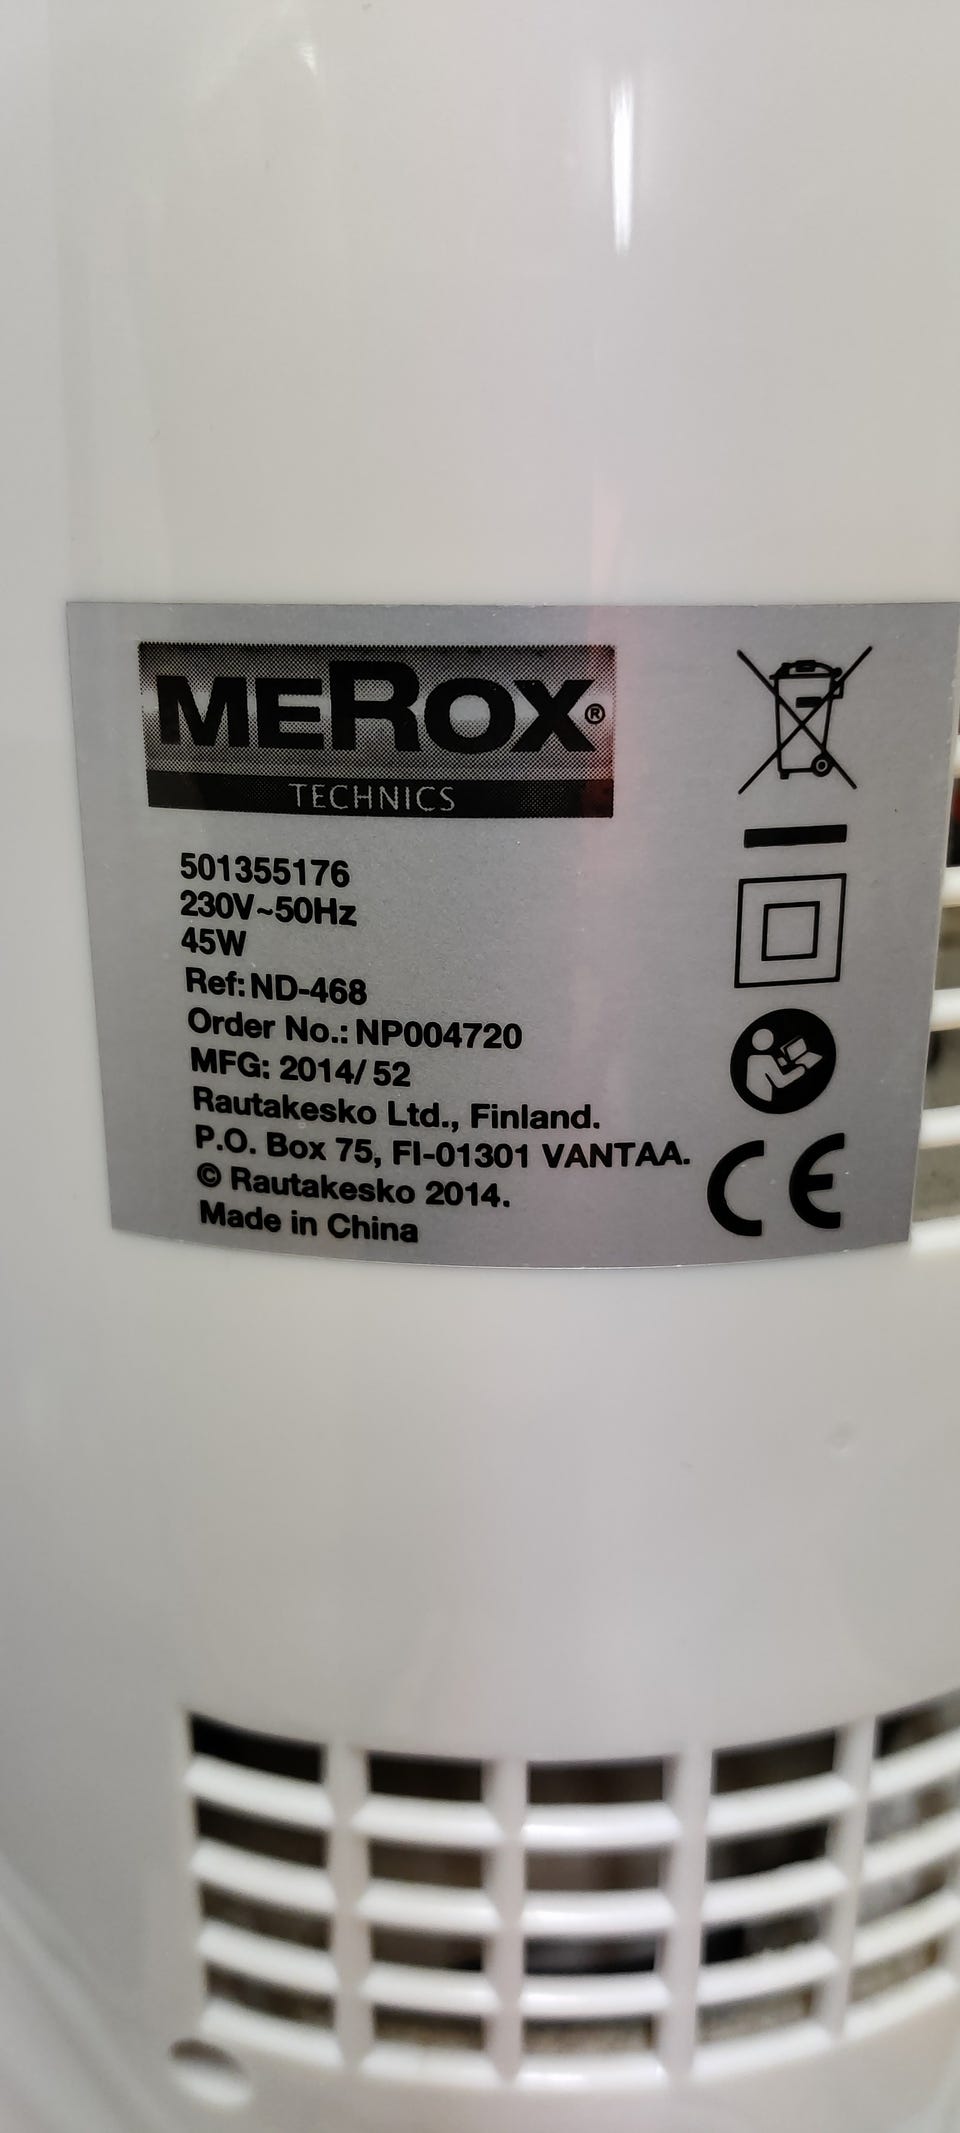 MEROX®
TECHNICS
501355176
230V~50Hz
45W
Ref: ND-468
Order No.: NP004720
MFG: 2014/ 52
Rautakesko Ltd., Finland.
P.O. Box 75, FI-01301 VANTAA.
© Rautakesko 2014.
Made in China
CE